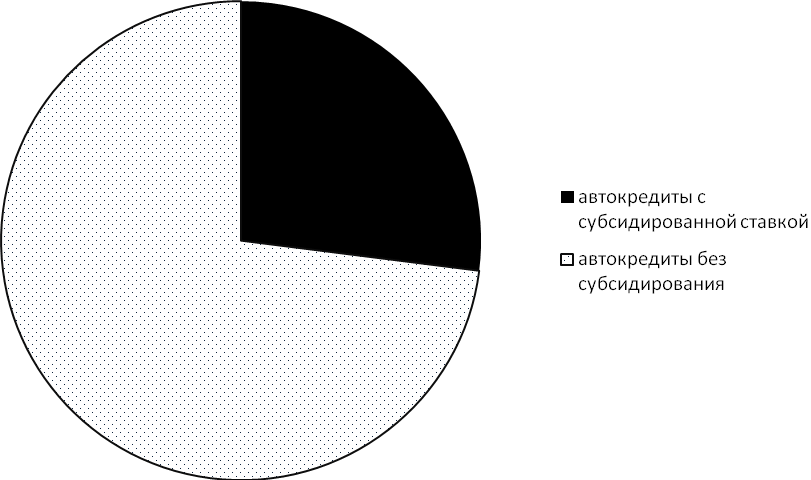 автокредиты с
субсидированной ставкой
автокредиты без
субсидирования